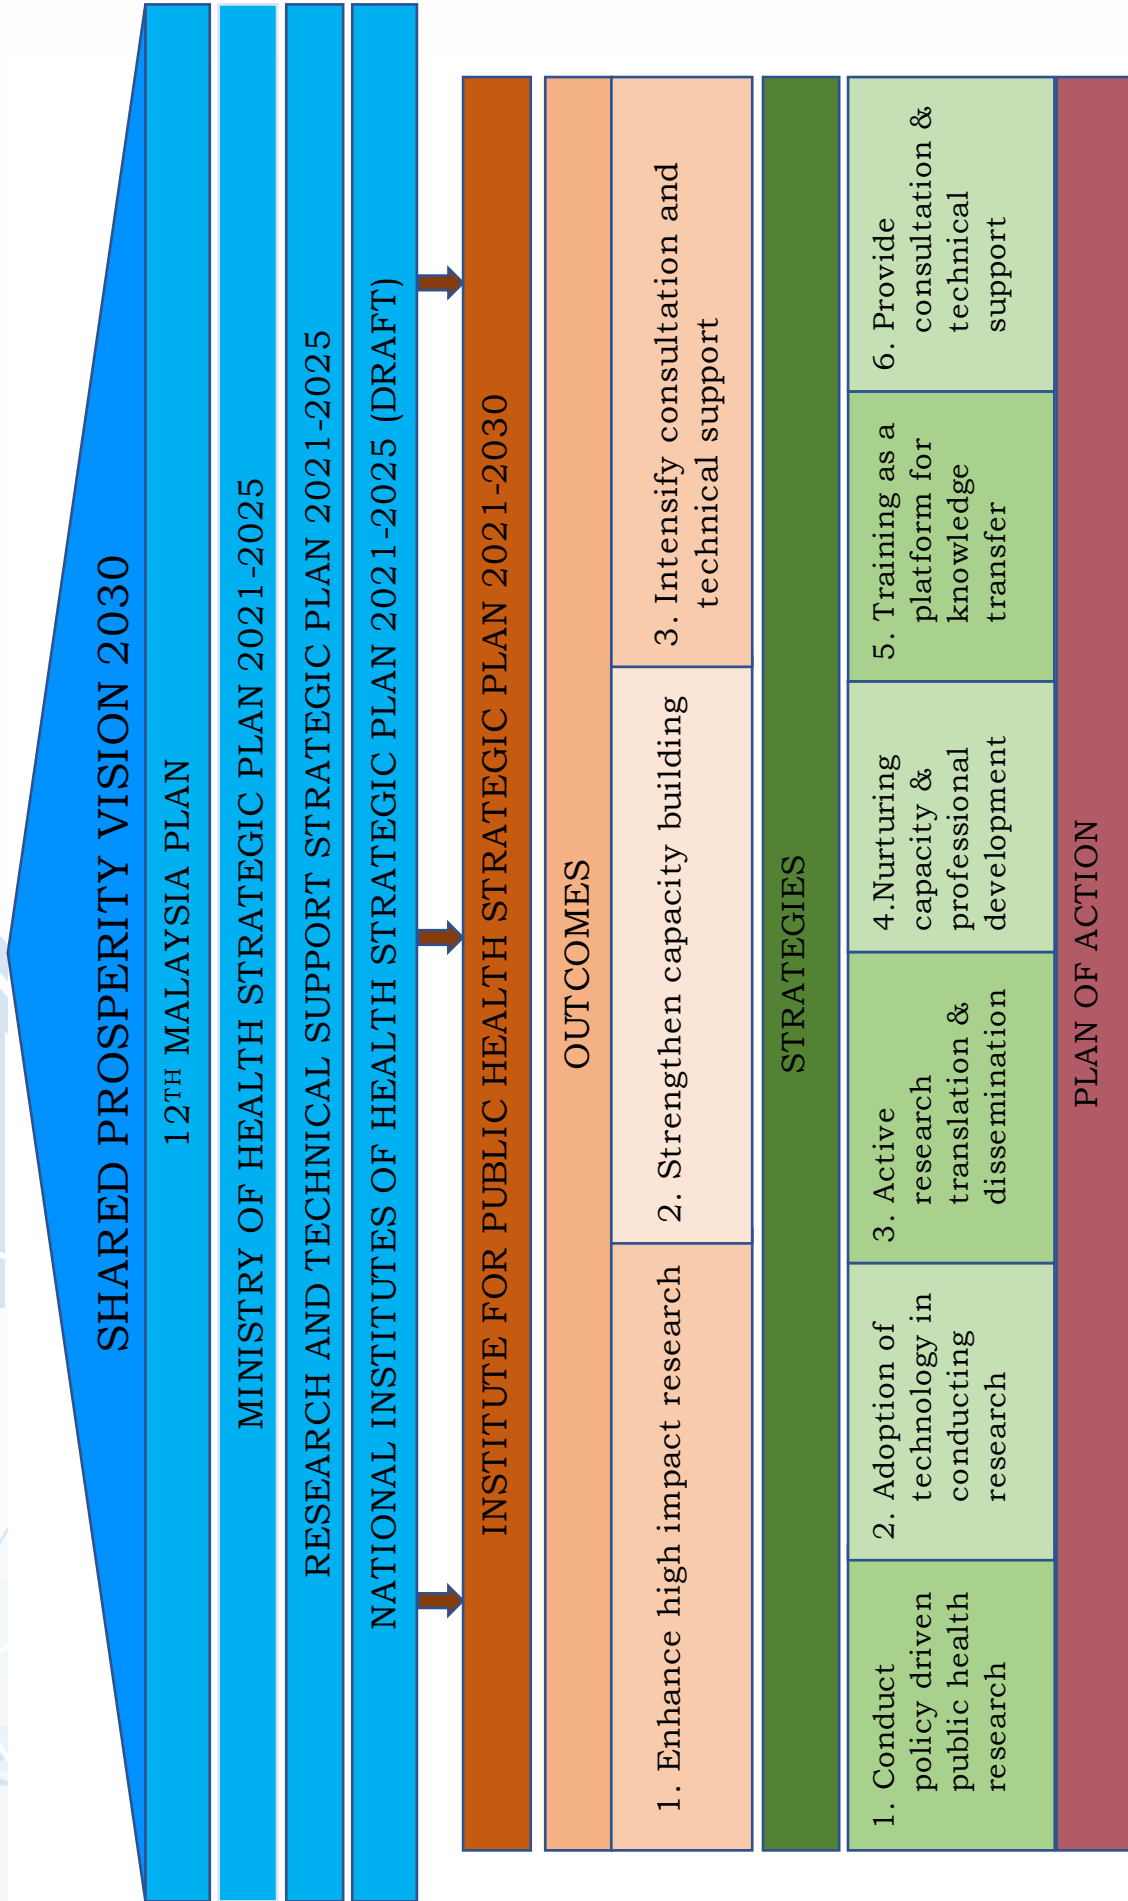 SHARED PROSPERITY VISION 2030
12TH MALAYSIA PLAN
MINISTRY OF HEALTH STRATEGIC PLAN 2021-2025
RESEARCH AND TECHNICAL SUPPORT STRATEGIC PLAN 2021-2025
NATIONAL INSTITUTES OF HEALTH STRATEGIC PLAN 2021-2025 (DRAFT)
INSTITUTE FOR PUBLIC HEALTH STRATEGIC PLAN 2021-2030
OUTCOMES
1. Enhance high impact research
2. Strengthen capacity building
3. Intensify consultation and
technical support
STRATEGIES
1. Conduct
policy driven
public health
research
2. Adoption of
technology in
conducting
research
3. Active
research
translation &
dissemination
4.Nurturing
capacity &
professional
development
5. Training as a
platform for
knowledge
transfer
6. Provide
consultation &
technical
support
PLAN OF ACTION